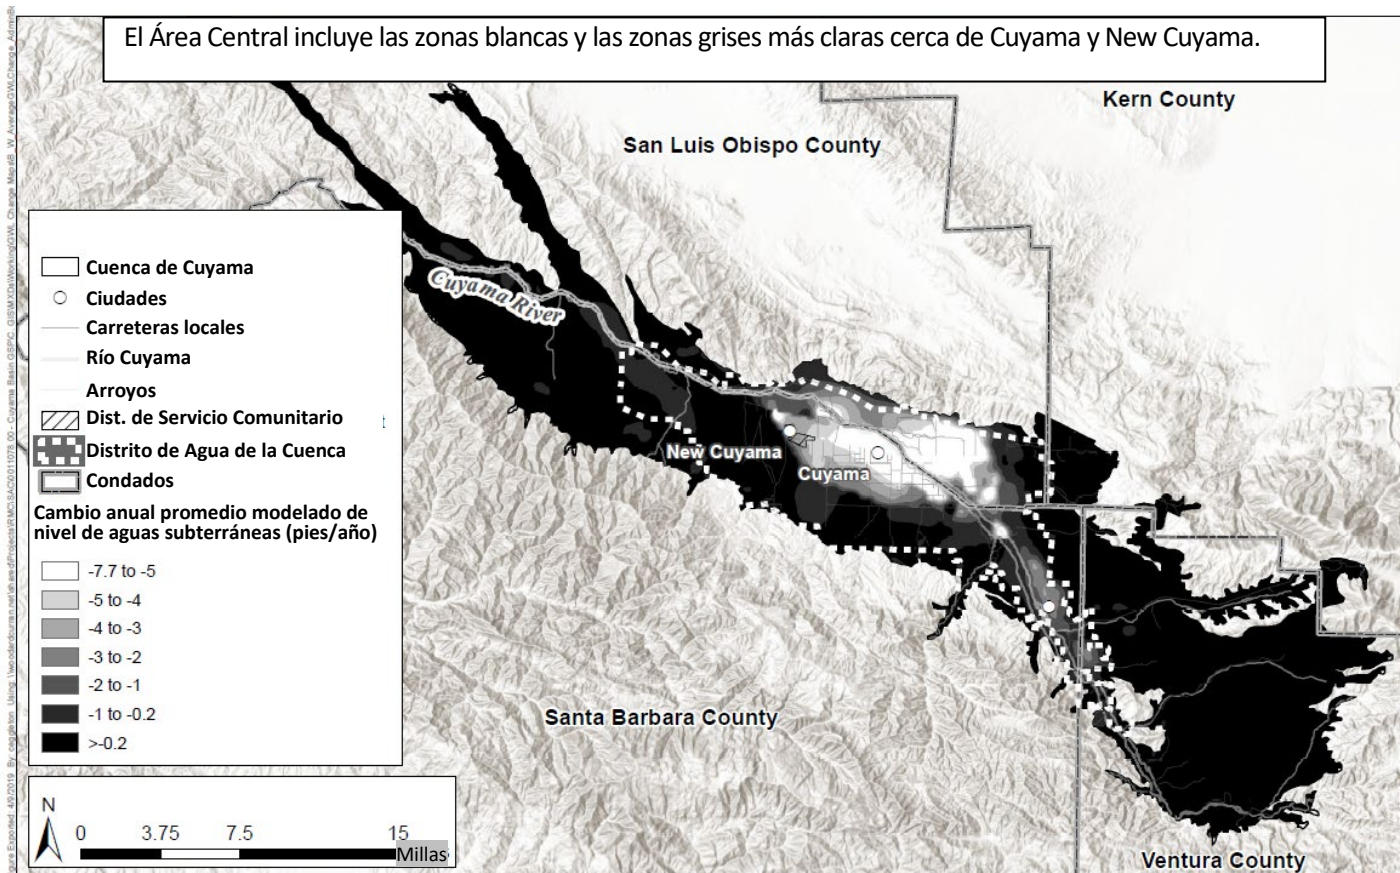 El Área Central incluye las zonas blancas y las zonas grises más claras cerca de Cuyama y New Cuyama.
Kern County
San Luis Obispo County
Cuenca de Cuyama
Ciudades
Carreteras locales
Río Cuyama
Arroyos
Dist. de Servicio Comunitario
Distrito de Agua de la Cuenca
Condados
Cambio anual promedio modelado de
nivel de aguas subterráneas (pies/año)
-7.7 to -5
-5 to -4
-4 to -3
-3 to -2
-2 to -1
-1 to -0.2
>-0.2
Cuyama River
New Cuyama
Cuyama
Santa Barbara County
Ventura County
N
0 3.75 7.5 15
Millas